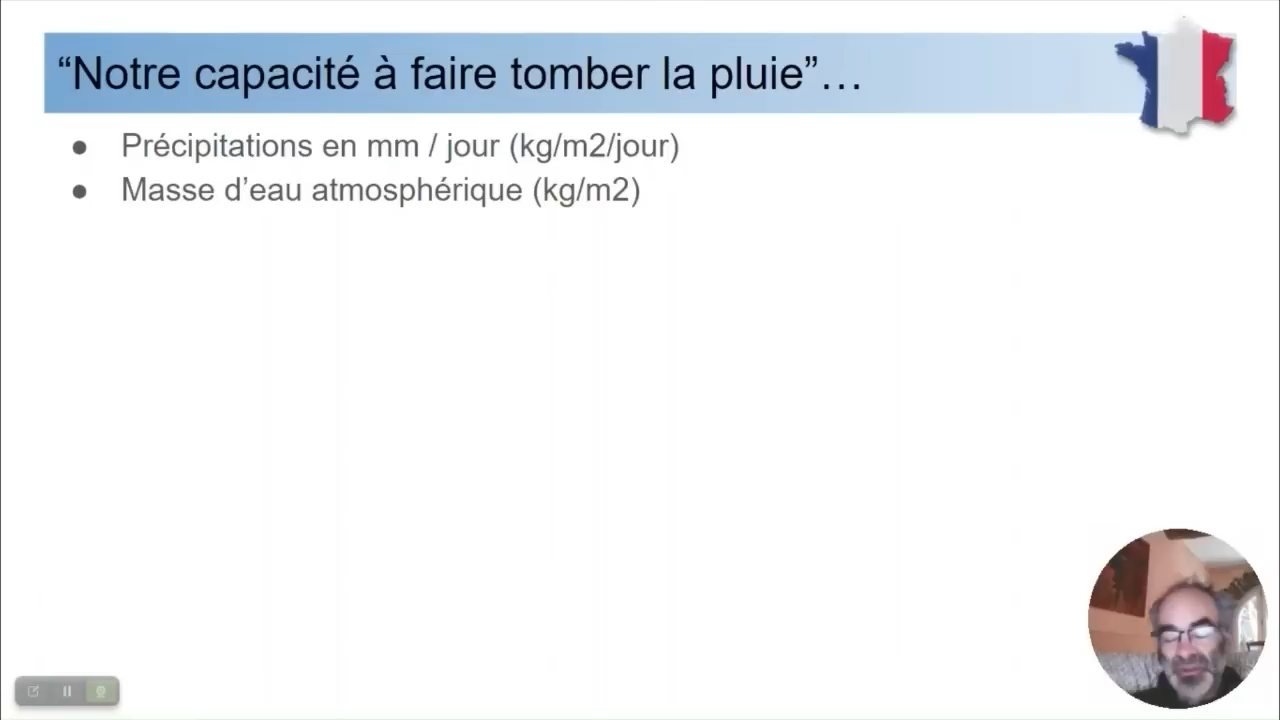 “Notre capacité à faire tomber la pluie”…
● Précipitations en mm / jour (kg/m2/jour)
● Masse d’eau atmosphérique (kg/m2)